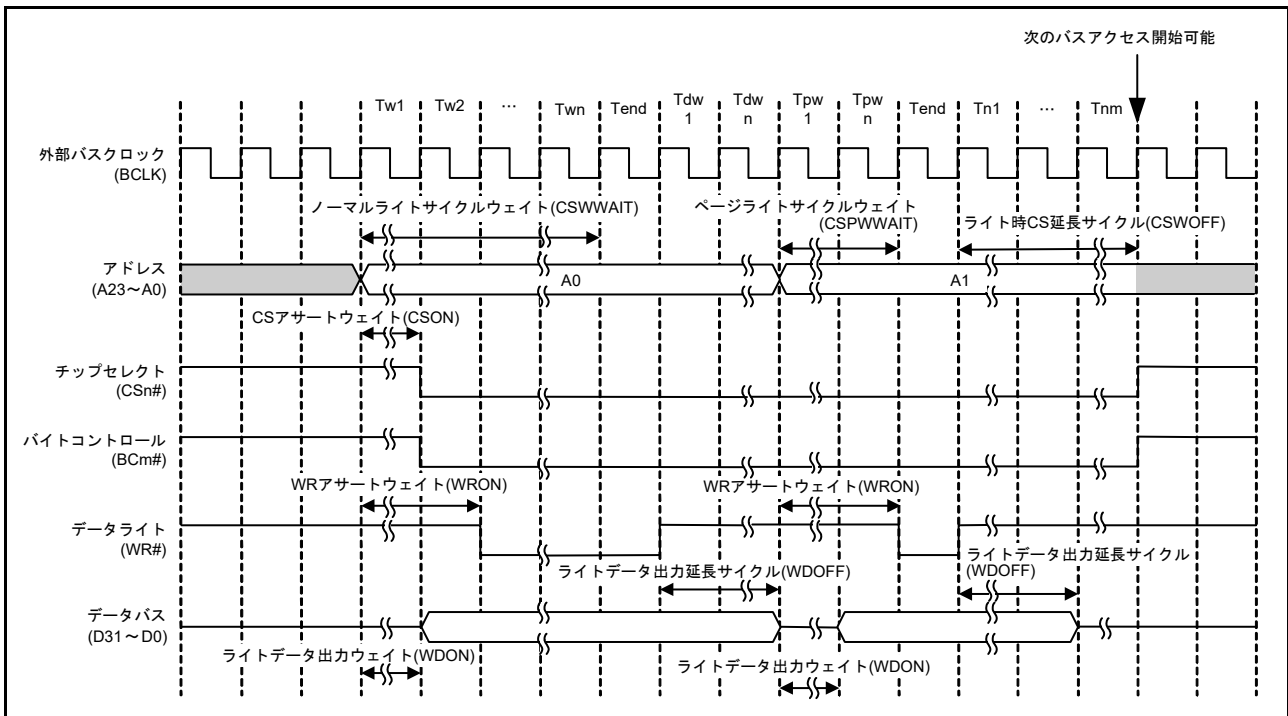 次のバスアクセス開始可能
Tw1 Tw2 … Twn Tend Tdw Tdw Tpw Tpw Tend Tn1 … Tnm
1 n 1 n
外部バスクロック
(BCLK)
ノーマルライトサイクルウェイト(CSWWAIT)
ページライトサイクルウェイト
(CSPWWAIT)
ライト時CS延長サイクル(CSWOFF)
アドレス
(A23～A0)
A0
A1
CSアサートウェイト(CSON)
チップセレクト
(CSn#)
バイトコントロール
(BCm#)
WRアサートウェイト(WRON)
WRアサートウェイト(WRON)
データライト
(WR#)
ライトデータ出力延長サイクル(WDOFF)
ライトデータ出力延長サイクル
(WDOFF)
データバス
(D31～D0)
ライトデータ出力ウェイト(WDON)
ライトデータ出力ウェイト(WDON)